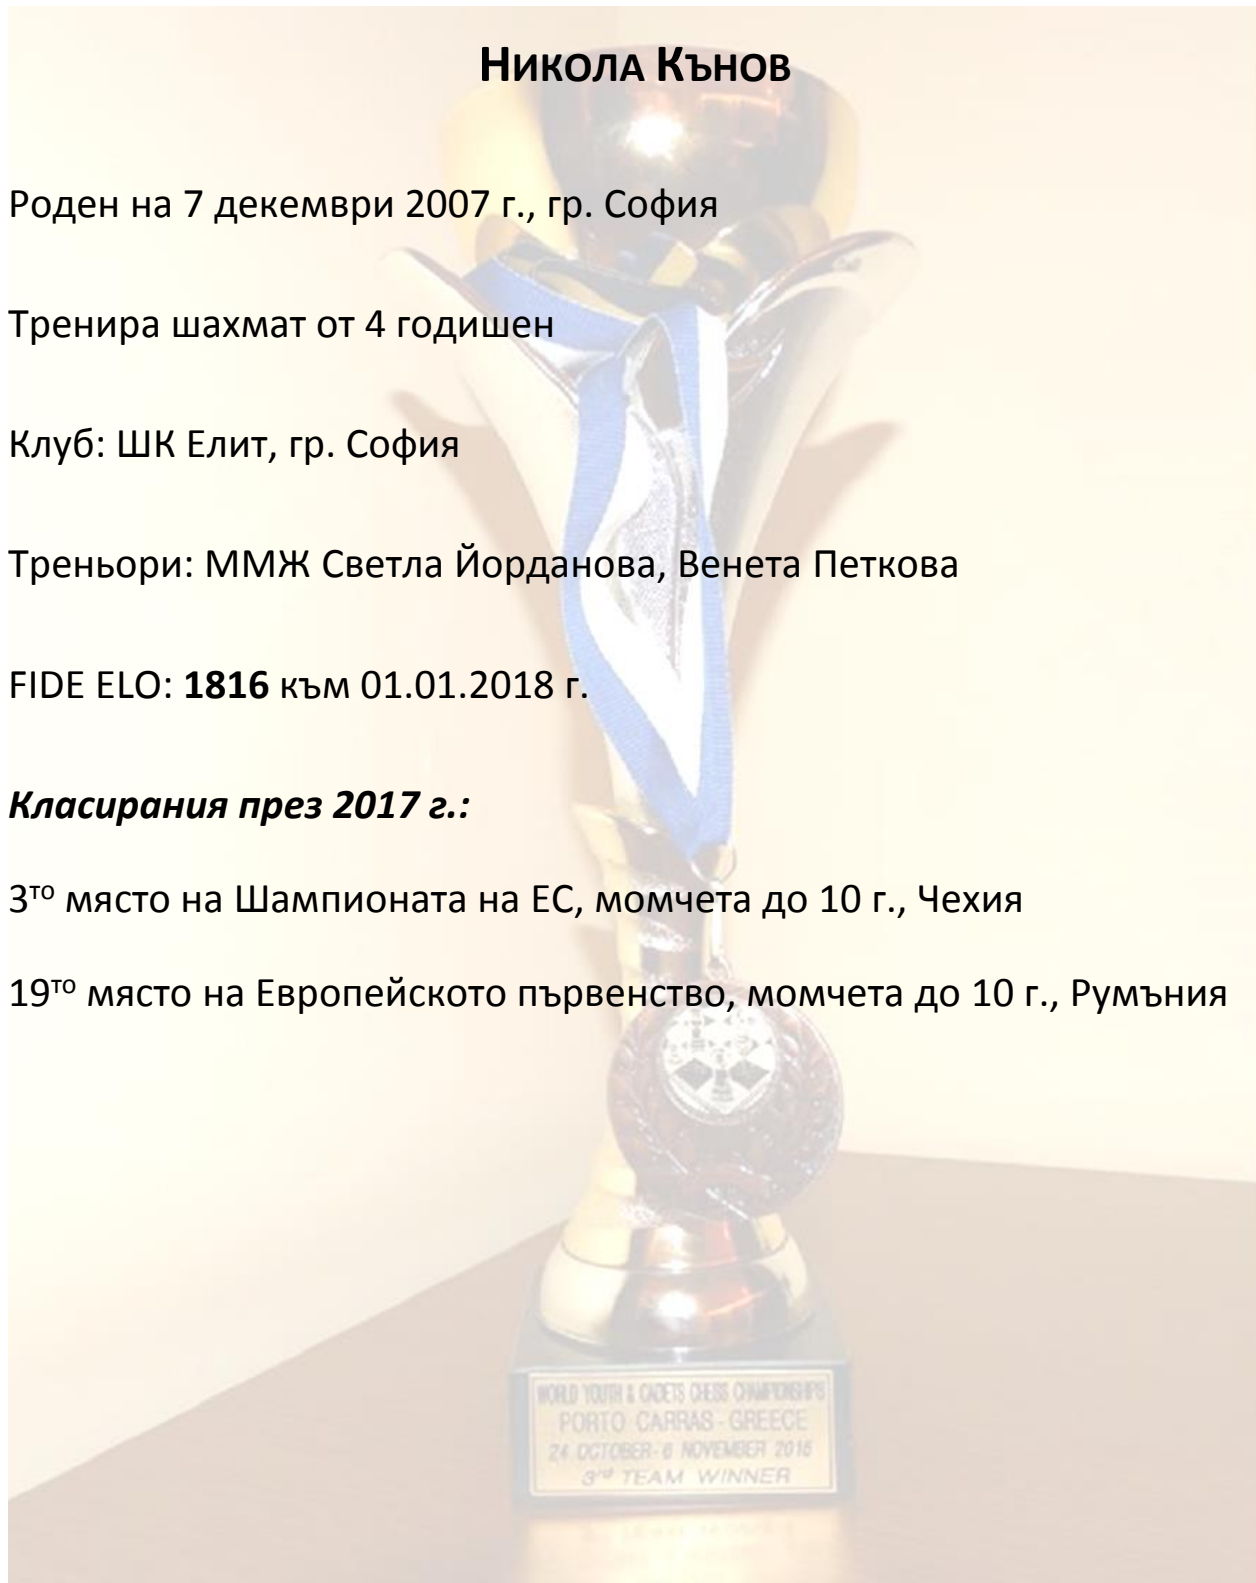 Никола Кънов
Роден на 7 декември 2007 г., гр. София
Тренира шахмат от 4 годишен
Клуб: ШК Елит, гр. София
Треньори: ММЖ Светла Йорданова, Венета Петкова
FIDE ELO: 1816 към 01.01.2018 г.
Класирания през 2017 г.:
3то място на Шампионата на ЕС, момчета до 10 г., Чехия
19то място на Европейското първенство, момчета до 10 г., Румъния
WORLD YOUTH & CADETS CHESS CHAMPIONSHIPS
PORTO CARRAS - GREECE
24 OCTOBER - 6 NOVEMBER
3rd TEAM WINNER